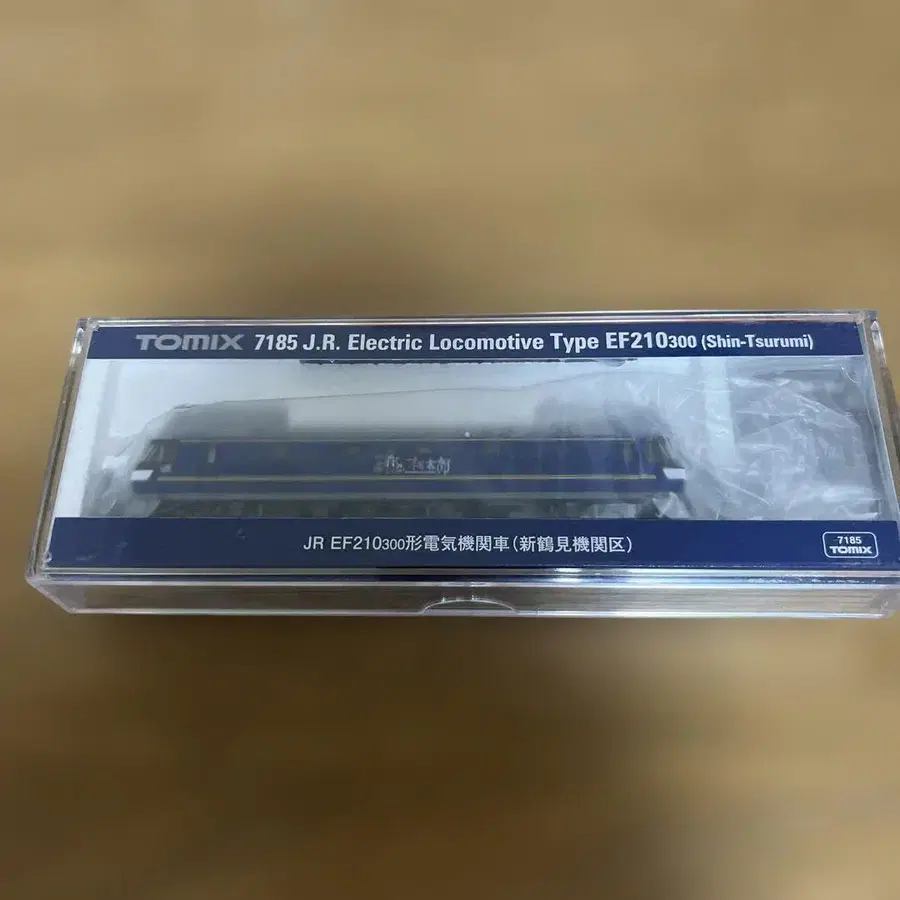 TOMIX 7185 J.R. Electric Locomotive Type EF210300 (Shin-Tsurumi)
JR EF210300形電気機関車(新鶴見機関区)
7185
TOMIX